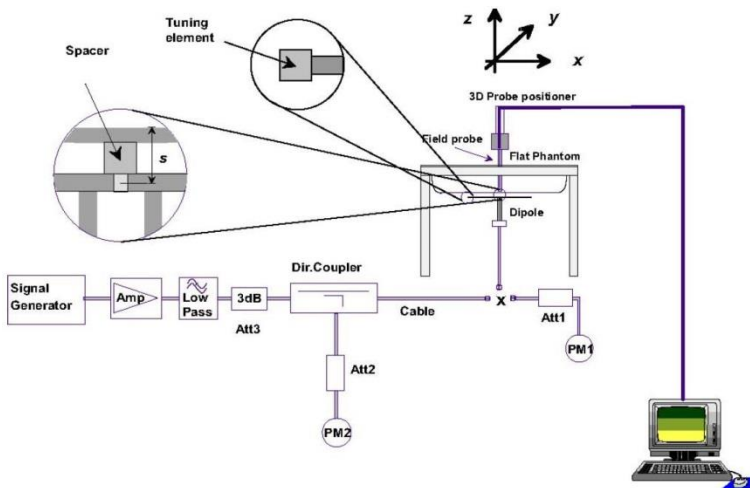 Tuning
element
Spacer
s
z
y
x
3D Probe positioner
Field probe
Flat Phantom
Dipole
Dir.Coupler
Signal
Generator
Amp
Low
Pass
3dB
Att3
Cable
x
Att1
PM1
Att2
PM2